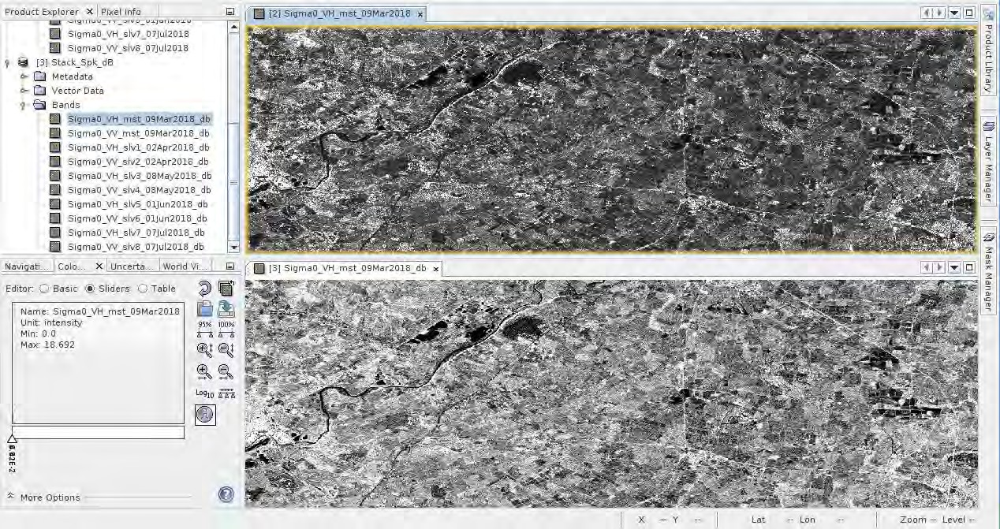 Product Explorer X Pixel Info
Sigma0_VV_slv6_01Jun2018
Sigma0_VH_slv7_07Jul2018
Sigma0_VV_slv8_07Jul2018
[3] Stack_Spk_dB
Metadata
Vector Data
Bands
Sigma0_VH_mst_09Mar2018_db
Sigma0_VV_mst_09Mar2018_db
Sigma0_VH_slv1_02Apr2018_db
Sigma0_VV_slv2_02Apr2018_db
Sigma0_VH_slv3_08May2018_db
Sigma0_VV_slv4_08May2018_db
Sigma0_VH_slv5_01Jun2018_db
Sigma0_VV_slv6_01Jun2018_db
Sigma0_VH_slv7_07Jul2018_db
Sigma0_VV_slv8_07Jul2018_db
Navigati... Colo... X Uncerta... World Vi...
Editor: Basic Sliders Table
Name: Sigma0_VH_mst_09Mar2018
Unit: intensity
Min: 0.0
Max: 18.692
95% 100%
Log10
More Options
[2] Sigma0_VH_mst_09Mar2018 x
[3] Sigma0_VH_mst_09Mar2018_db x
Product Library
Layer Manager
Mask Manager
X -- Y -- Lat -- Lon -- Zoom -- Level --